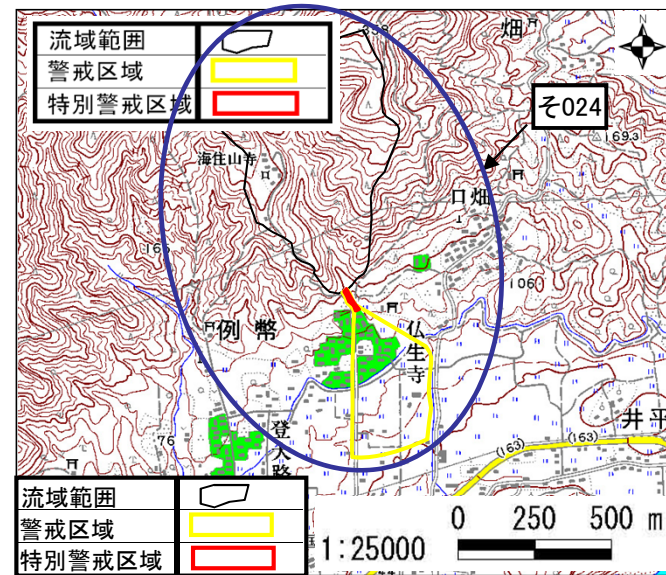 流域範囲
警戒区域
特別警戒区域
358
畑
N
そ024
海住山寺
169.3
口畑
165
106
例幣
仏生寺
井平
76
登大路
(163)
(163)
流域範囲
警戒区域
特別警戒区域
0 250 500 m
1:25000